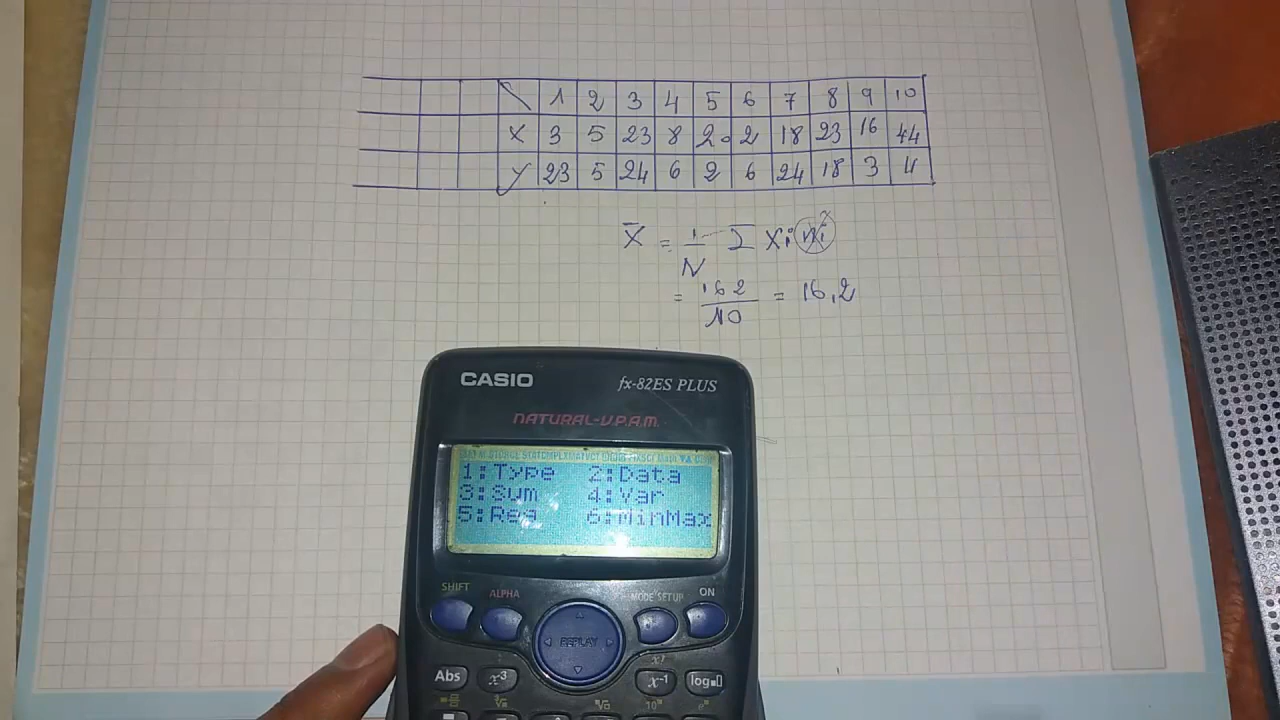 1 2 3 4 5 6 7 8 9 10
X 3 5 23 8 20 2 18 23 16 44
y 23 5 24 6 2 6 24 18 3 4
X̄ = 1/N Σ Xi ni
= 162/10 = 16,2
CASIO fx-82ES PLUS
NATURAL-V.P.A.M.
1:Type 2:Data
3:Sum 4:Var
5:Reg 6:MinMax
SHIFT ALPHA MODE SETUP ON
REPLAY
x!
Abs x³ x⁻¹ log